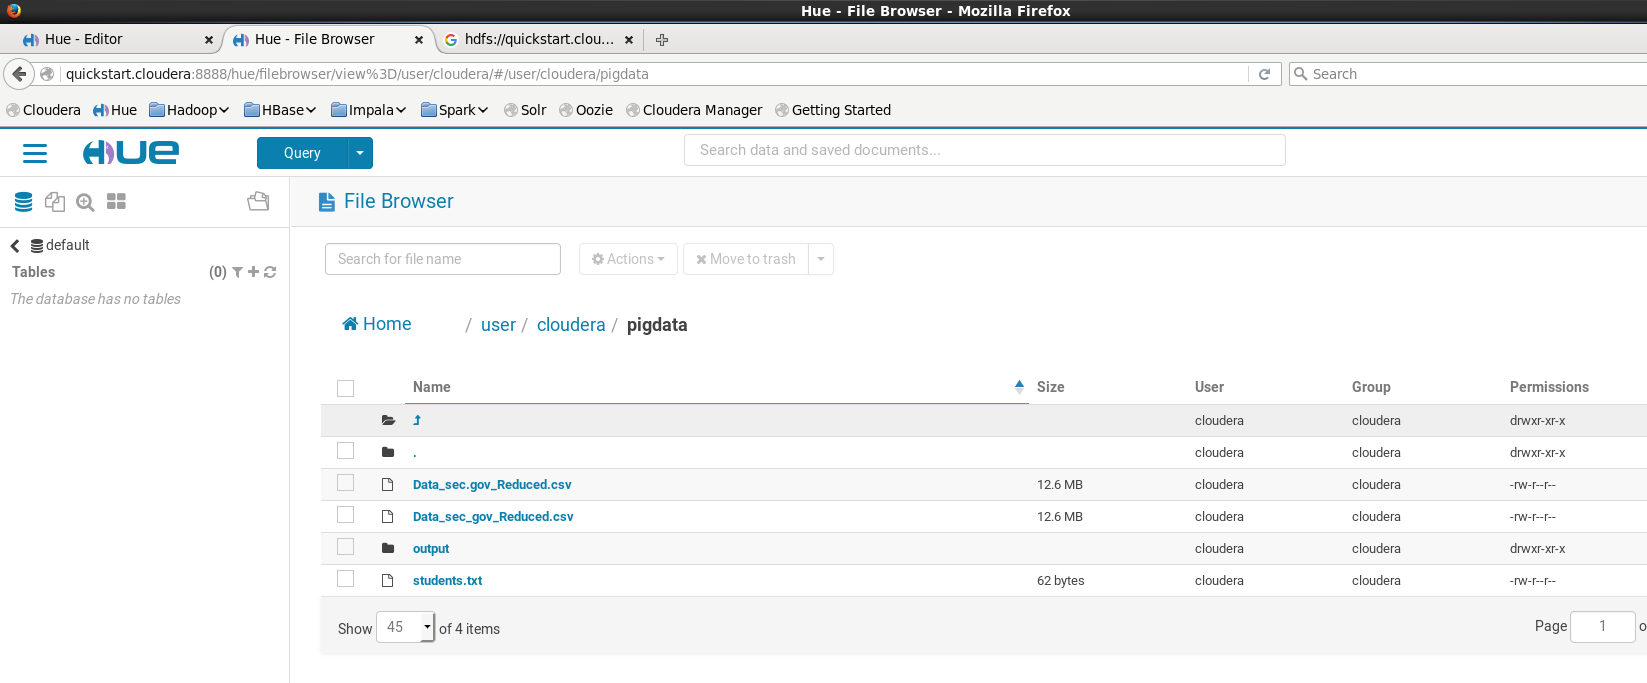 Hue - File Browser - Mozilla Firefox
Hue - Editor
Hue - File Browser
hdfs://quickstart.clou...
quickstart.cloudera:8888/hue/filebrowser/view%3D/user/cloudera/#/user/cloudera/pigdata
Search
Cloudera Hue Hadoop HBase Impala Spark Solr Oozie Cloudera Manager Getting Started
HUE
Query
Search data and saved documents...
File Browser
default
Tables (0)
The database has no tables
Search for file name
Actions
Move to trash
Home / user / cloudera / pigdata
Name Size User Group Permissions
cloudera cloudera drwxr-xr-x
. cloudera cloudera drwxr-xr-x
Data_sec.gov_Reduced.csv 12.6 MB cloudera cloudera -rw-r--r--
Data_sec_gov_Reduced.csv 12.6 MB cloudera cloudera -rw-r--r--
output cloudera cloudera drwxr-xr-x
students.txt 62 bytes cloudera cloudera -rw-r--r--
Show 45 of 4 items
Page 1